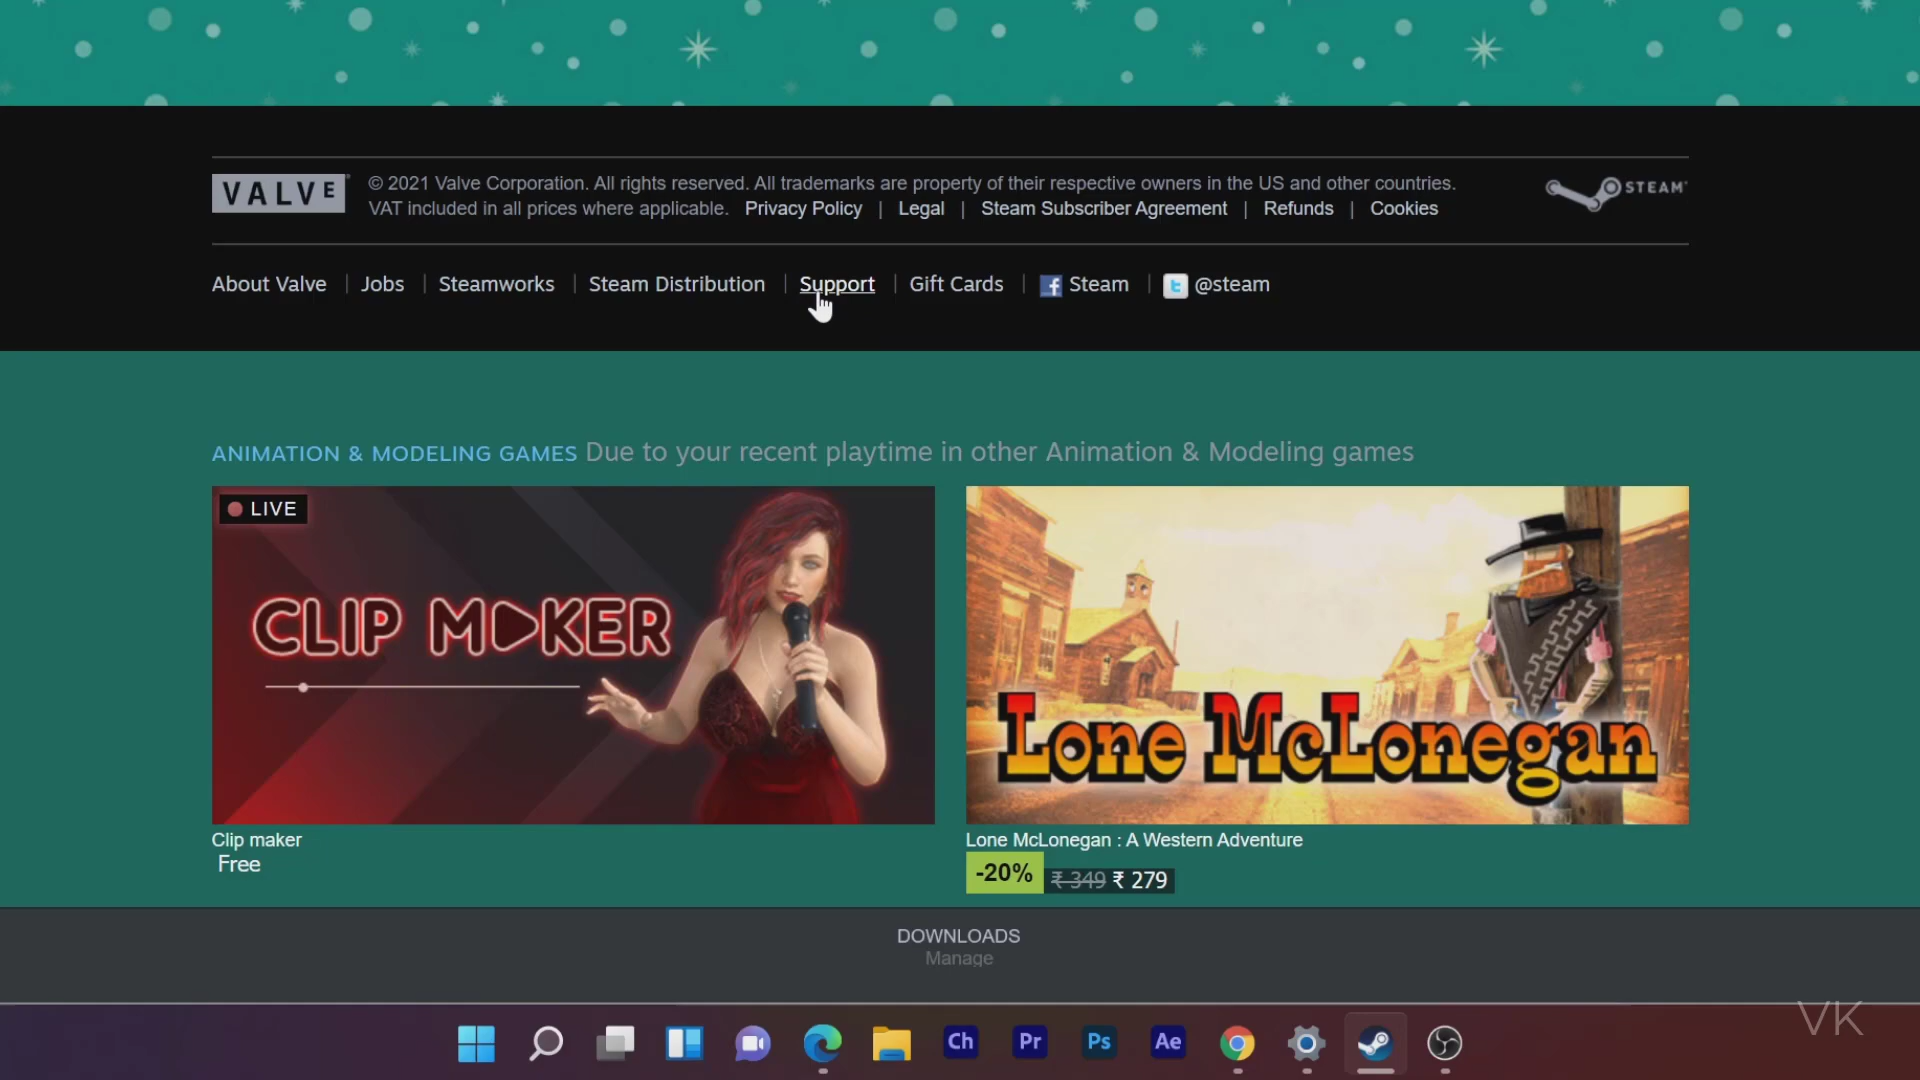 VALVE
© 2021 Valve Corporation. All rights reserved. All trademarks are property of their respective owners in the US and other countries.
VAT included in all prices where applicable. Privacy Policy | Legal | Steam Subscriber Agreement | Refunds | Cookies
STEAM
About Valve | Jobs | Steamworks | Steam Distribution | Support | Gift Cards | f Steam | t @steam
ANIMATION & MODELING GAMES Due to your recent playtime in other Animation & Modeling games
LIVE
CLIP MAKER
LONE MCLONEGAN
Clip maker
Free
Lone McLonegan : A Western Adventure
-20% ₹ 349 ₹ 279
DOWNLOADS
Manage
VK
Ch Pr Ps Ae